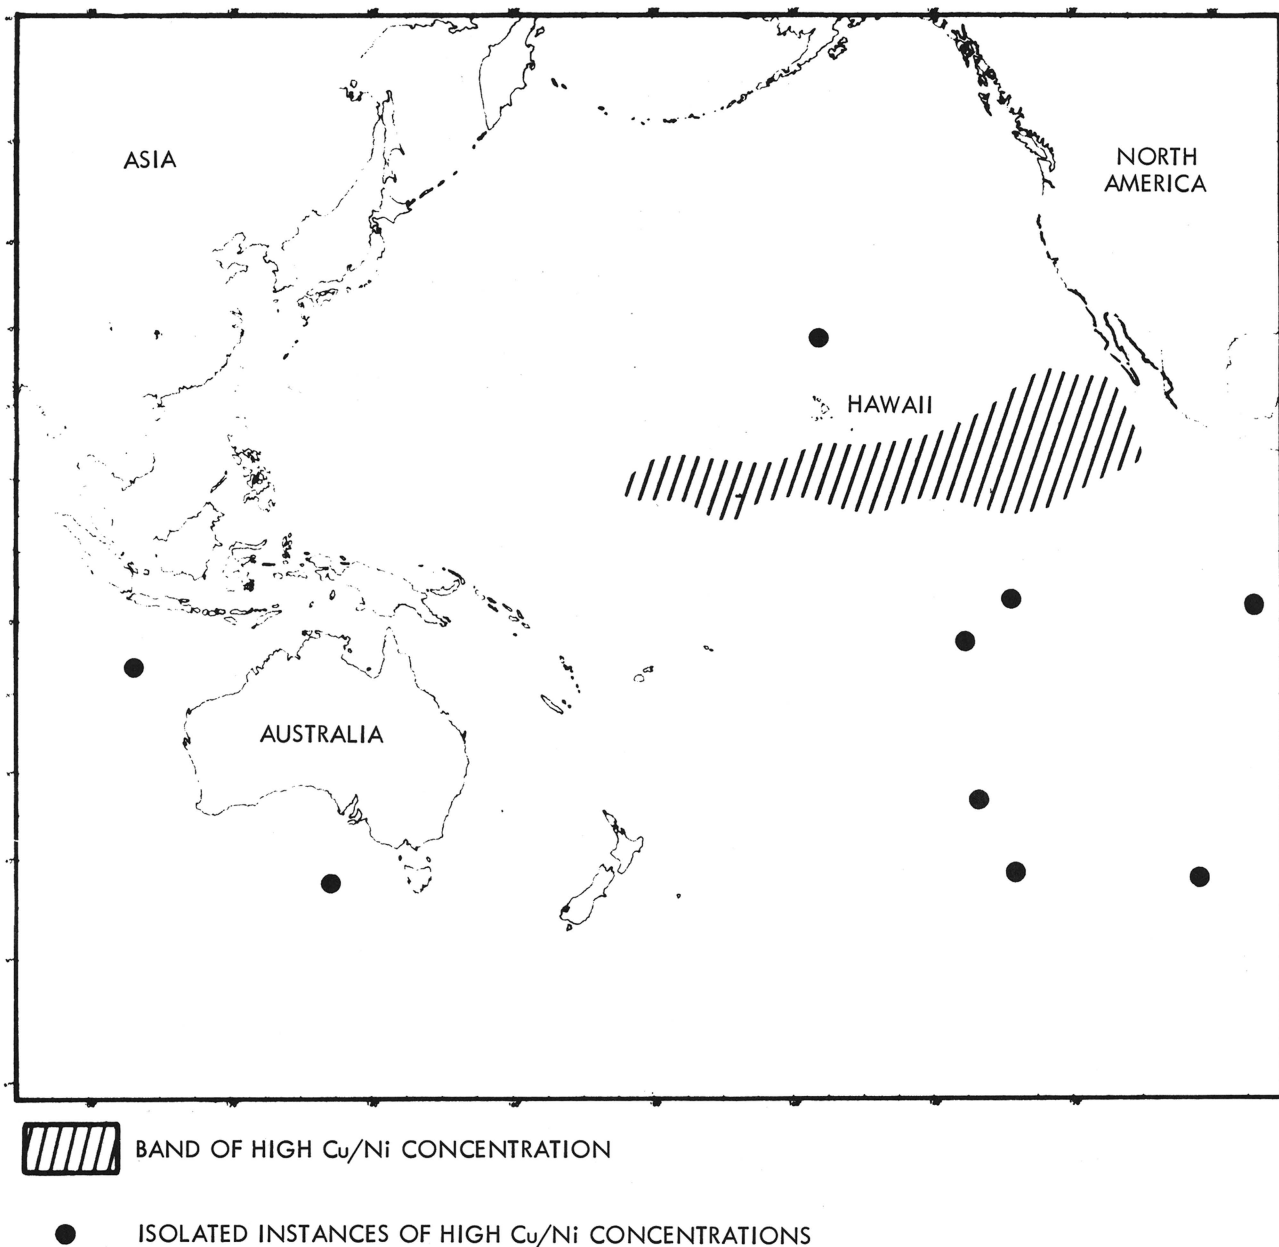 ASIA
NORTH
AMERICA
HAWAII
AUSTRALIA
BAND OF HIGH Cu/Ni CONCENTRATION
ISOLATED INSTANCES OF HIGH Cu/Ni CONCENTRATIONS